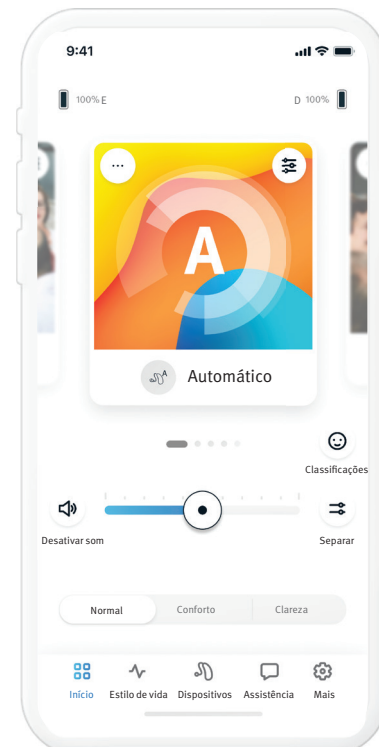 9:41
100% E
D 100%
A
A
Automático
Classificações
Desativar som
Separar
Normal Conforto Clareza
Início Estilo de vida Dispositivos Assistência Mais